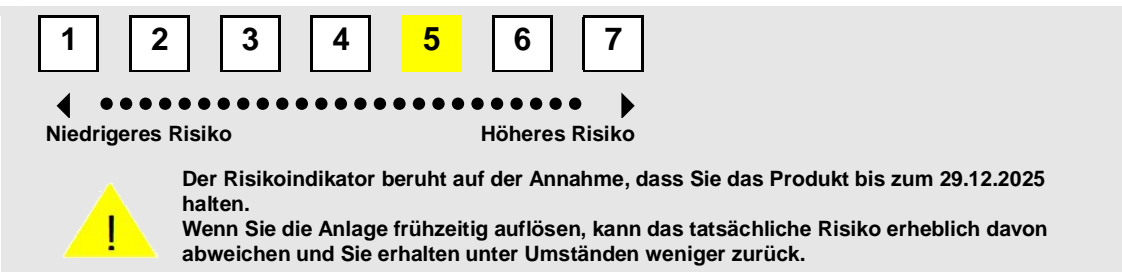 1 2 3 4 5 6 7
Niedrigeres Risiko Höheres Risiko
Der Risikoindikator beruht auf der Annahme, dass Sie das Produkt bis zum 29.12.2025
halten.
Wenn Sie die Anlage frühzeitig auflösen, kann das tatsächliche Risiko erheblich davon
abweichen und Sie erhalten unter Umständen weniger zurück.
!